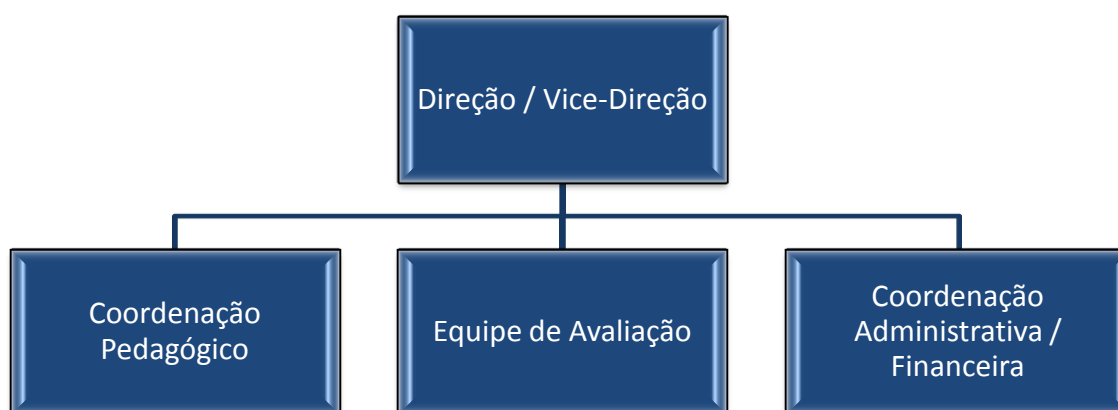 Direção / Vice-Direção
Coordenação
Pedagógico
Equipe de Avaliação
Coordenação
Administrativa /
Financeira